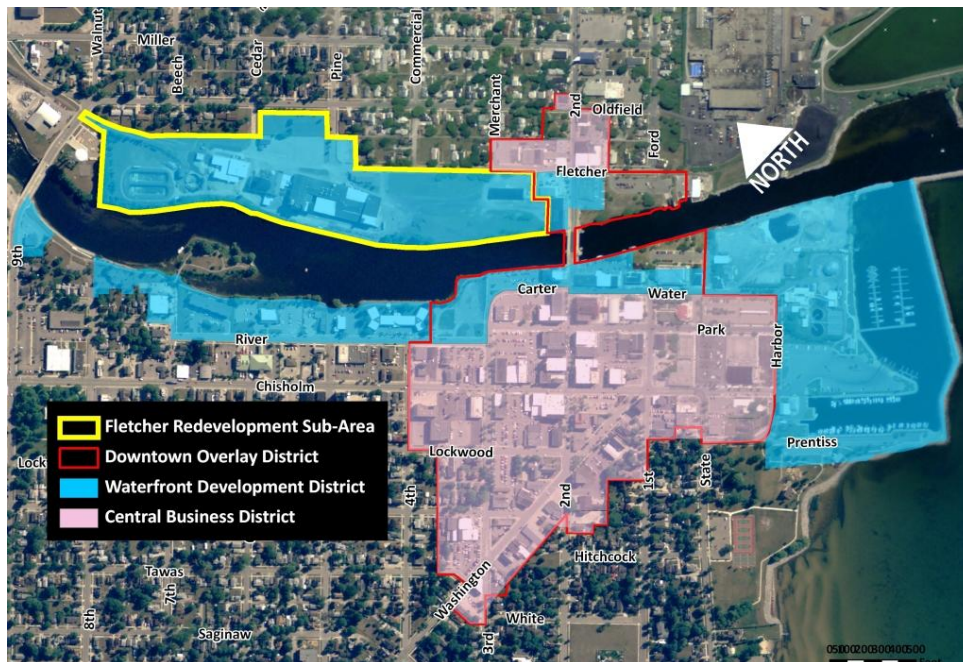 Walnut
Miller
Beech
Cedar
Pine
Commercial
Merchant
2nd
Oldfield
Ford
Fletcher
NORTH
9th
Carter
Water
River
Park
Harbor
Chisholm
Fletcher Redevelopment Sub-Area
Downtown Overlay District
Waterfront Development District
Central Business District
Lockwood
Prentiss
Lock
4th
2nd
1st
State
Hitchcock
Tawas
7th
8th
Washington
White
Saginaw
3rd